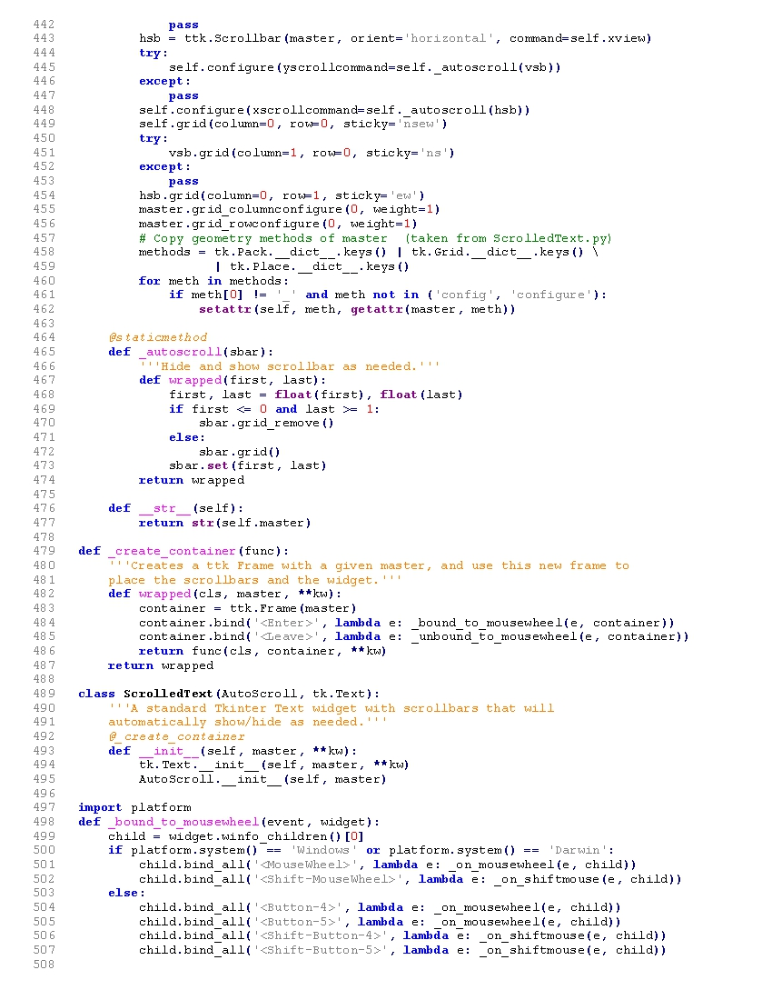 442                pass
443            hsb = ttk.Scrollbar(master, orient='horizontal', command=self.xview)
444            try:
445                self.configure(yscrollcommand=self._autoscroll(vsb))
446            except:
447                pass
448            self.configure(xscrollcommand=self._autoscroll(hsb))
449            self.grid(column=0, row=0, sticky='nsew')
450            try:
451                vsb.grid(column=1, row=0, sticky='ns')
452            except:
453                pass
454            hsb.grid(column=0, row=1, sticky='ew')
455            master.grid_columnconfigure(0, weight=1)
456            master.grid_rowconfigure(0, weight=1)
457            # Copy geometry methods of master  (taken from ScrolledText.py)
458            methods = tk.Pack.__dict__.keys() | tk.Grid.__dict__.keys() \
459                      | tk.Place.__dict__.keys()
460            for meth in methods:
461                if meth[0] != '_' and meth not in ('config', 'configure'):
462                    setattr(self, meth, getattr(master, meth))
463
464        @staticmethod
465        def _autoscroll(sbar):
466            '''Hide and show scrollbar as needed.'''
467            def wrapped(first, last):
468                first, last = float(first), float(last)
469                if first <= 0 and last >= 1:
470                    sbar.grid_remove()
471                else:
472                    sbar.grid()
473                sbar.set(first, last)
474            return wrapped
475
476        def __str__(self):
477            return str(self.master)
478
479    def _create_container(func):
480        '''Creates a ttk Frame with a given master, and use this new frame to
481        place the scrollbars and the widget.'''
482        def wrapped(cls, master, **kw):
483            container = ttk.Frame(master)
484            container.bind('<Enter>', lambda e: _bound_to_mousewheel(e, container))
485            container.bind('<Leave>', lambda e: _unbound_to_mousewheel(e, container))
486            return func(cls, container, **kw)
487        return wrapped
488
489    class ScrolledText(AutoScroll, tk.Text):
490        '''A standard Tkinter Text widget with scrollbars that will
491        automatically show/hide as needed.'''
492        @_create_container
493        def __init__(self, master, **kw):
494            tk.Text.__init__(self, master, **kw)
495            AutoScroll.__init__(self, master)
496
497    import platform
498    def _bound_to_mousewheel(event, widget):
499        child = widget.winfo_children()[0]
500        if platform.system() == 'Windows' or platform.system() == 'Darwin':
501            child.bind_all('<MouseWheel>', lambda e: _on_mousewheel(e, child))
502            child.bind_all('<Shift-MouseWheel>', lambda e: _on_shiftmouse(e, child))
503        else:
504            child.bind_all('<Button-4>', lambda e: _on_mousewheel(e, child))
505            child.bind_all('<Button-5>', lambda e: _on_mousewheel(e, child))
506            child.bind_all('<Shift-Button-4>', lambda e: _on_shiftmouse(e, child))
507            child.bind_all('<Shift-Button-5>', lambda e: _on_shiftmouse(e, child))
508